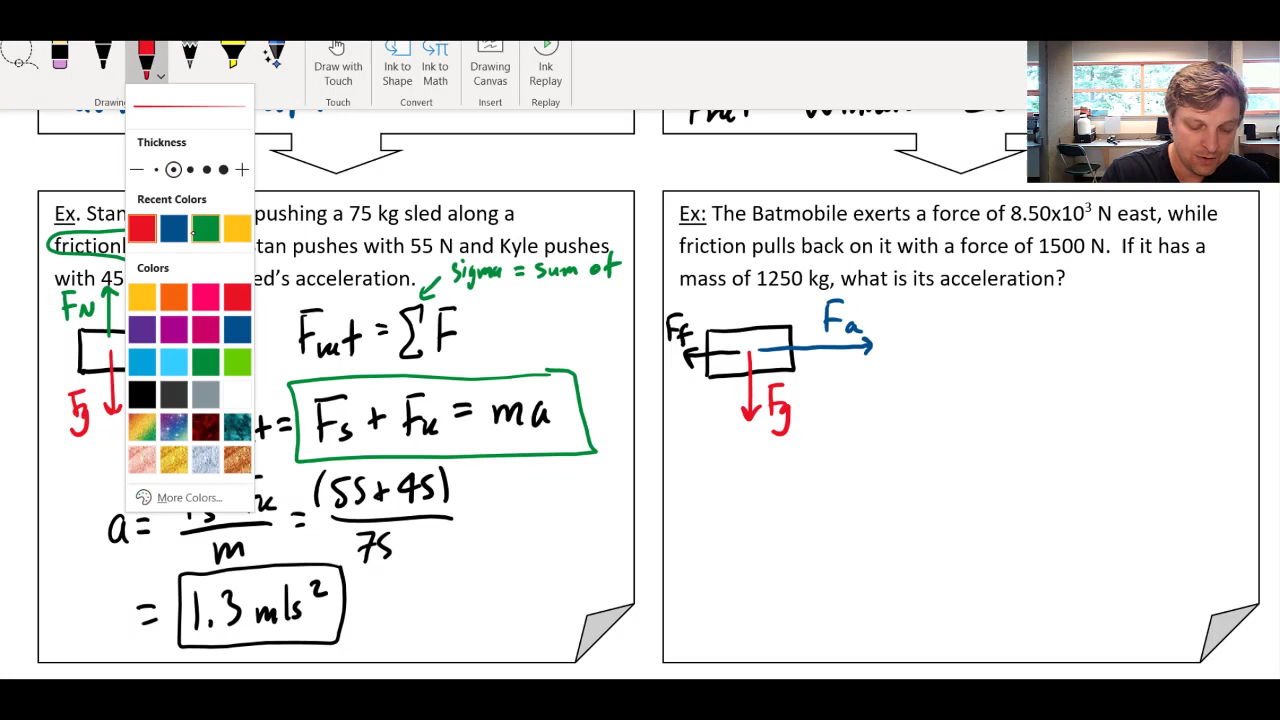 Draw with Touch
Ink to Shape
Ink to Math
Drawing Canvas
Ink Replay
Touch
Convert
Insert
Replay
Thickness
Recent Colors
Colors
More Colors...
Ex. Stan pushing a 75 kg sled along a
friction tan pushes with 55 N and Kyle pushes
with 45 ed's acceleration.
sigma = sum of
FN
Fg
Fnet = ∑ F
t = Fs + Fk = ma
a = m = (55+45) 75
= 1.3 m/s²
Ex: The Batmobile exerts a force of 8.50x10³ N east, while
friction pulls back on it with a force of 1500 N. If it has a
mass of 1250 kg, what is its acceleration?
Ff
Fa
Fg